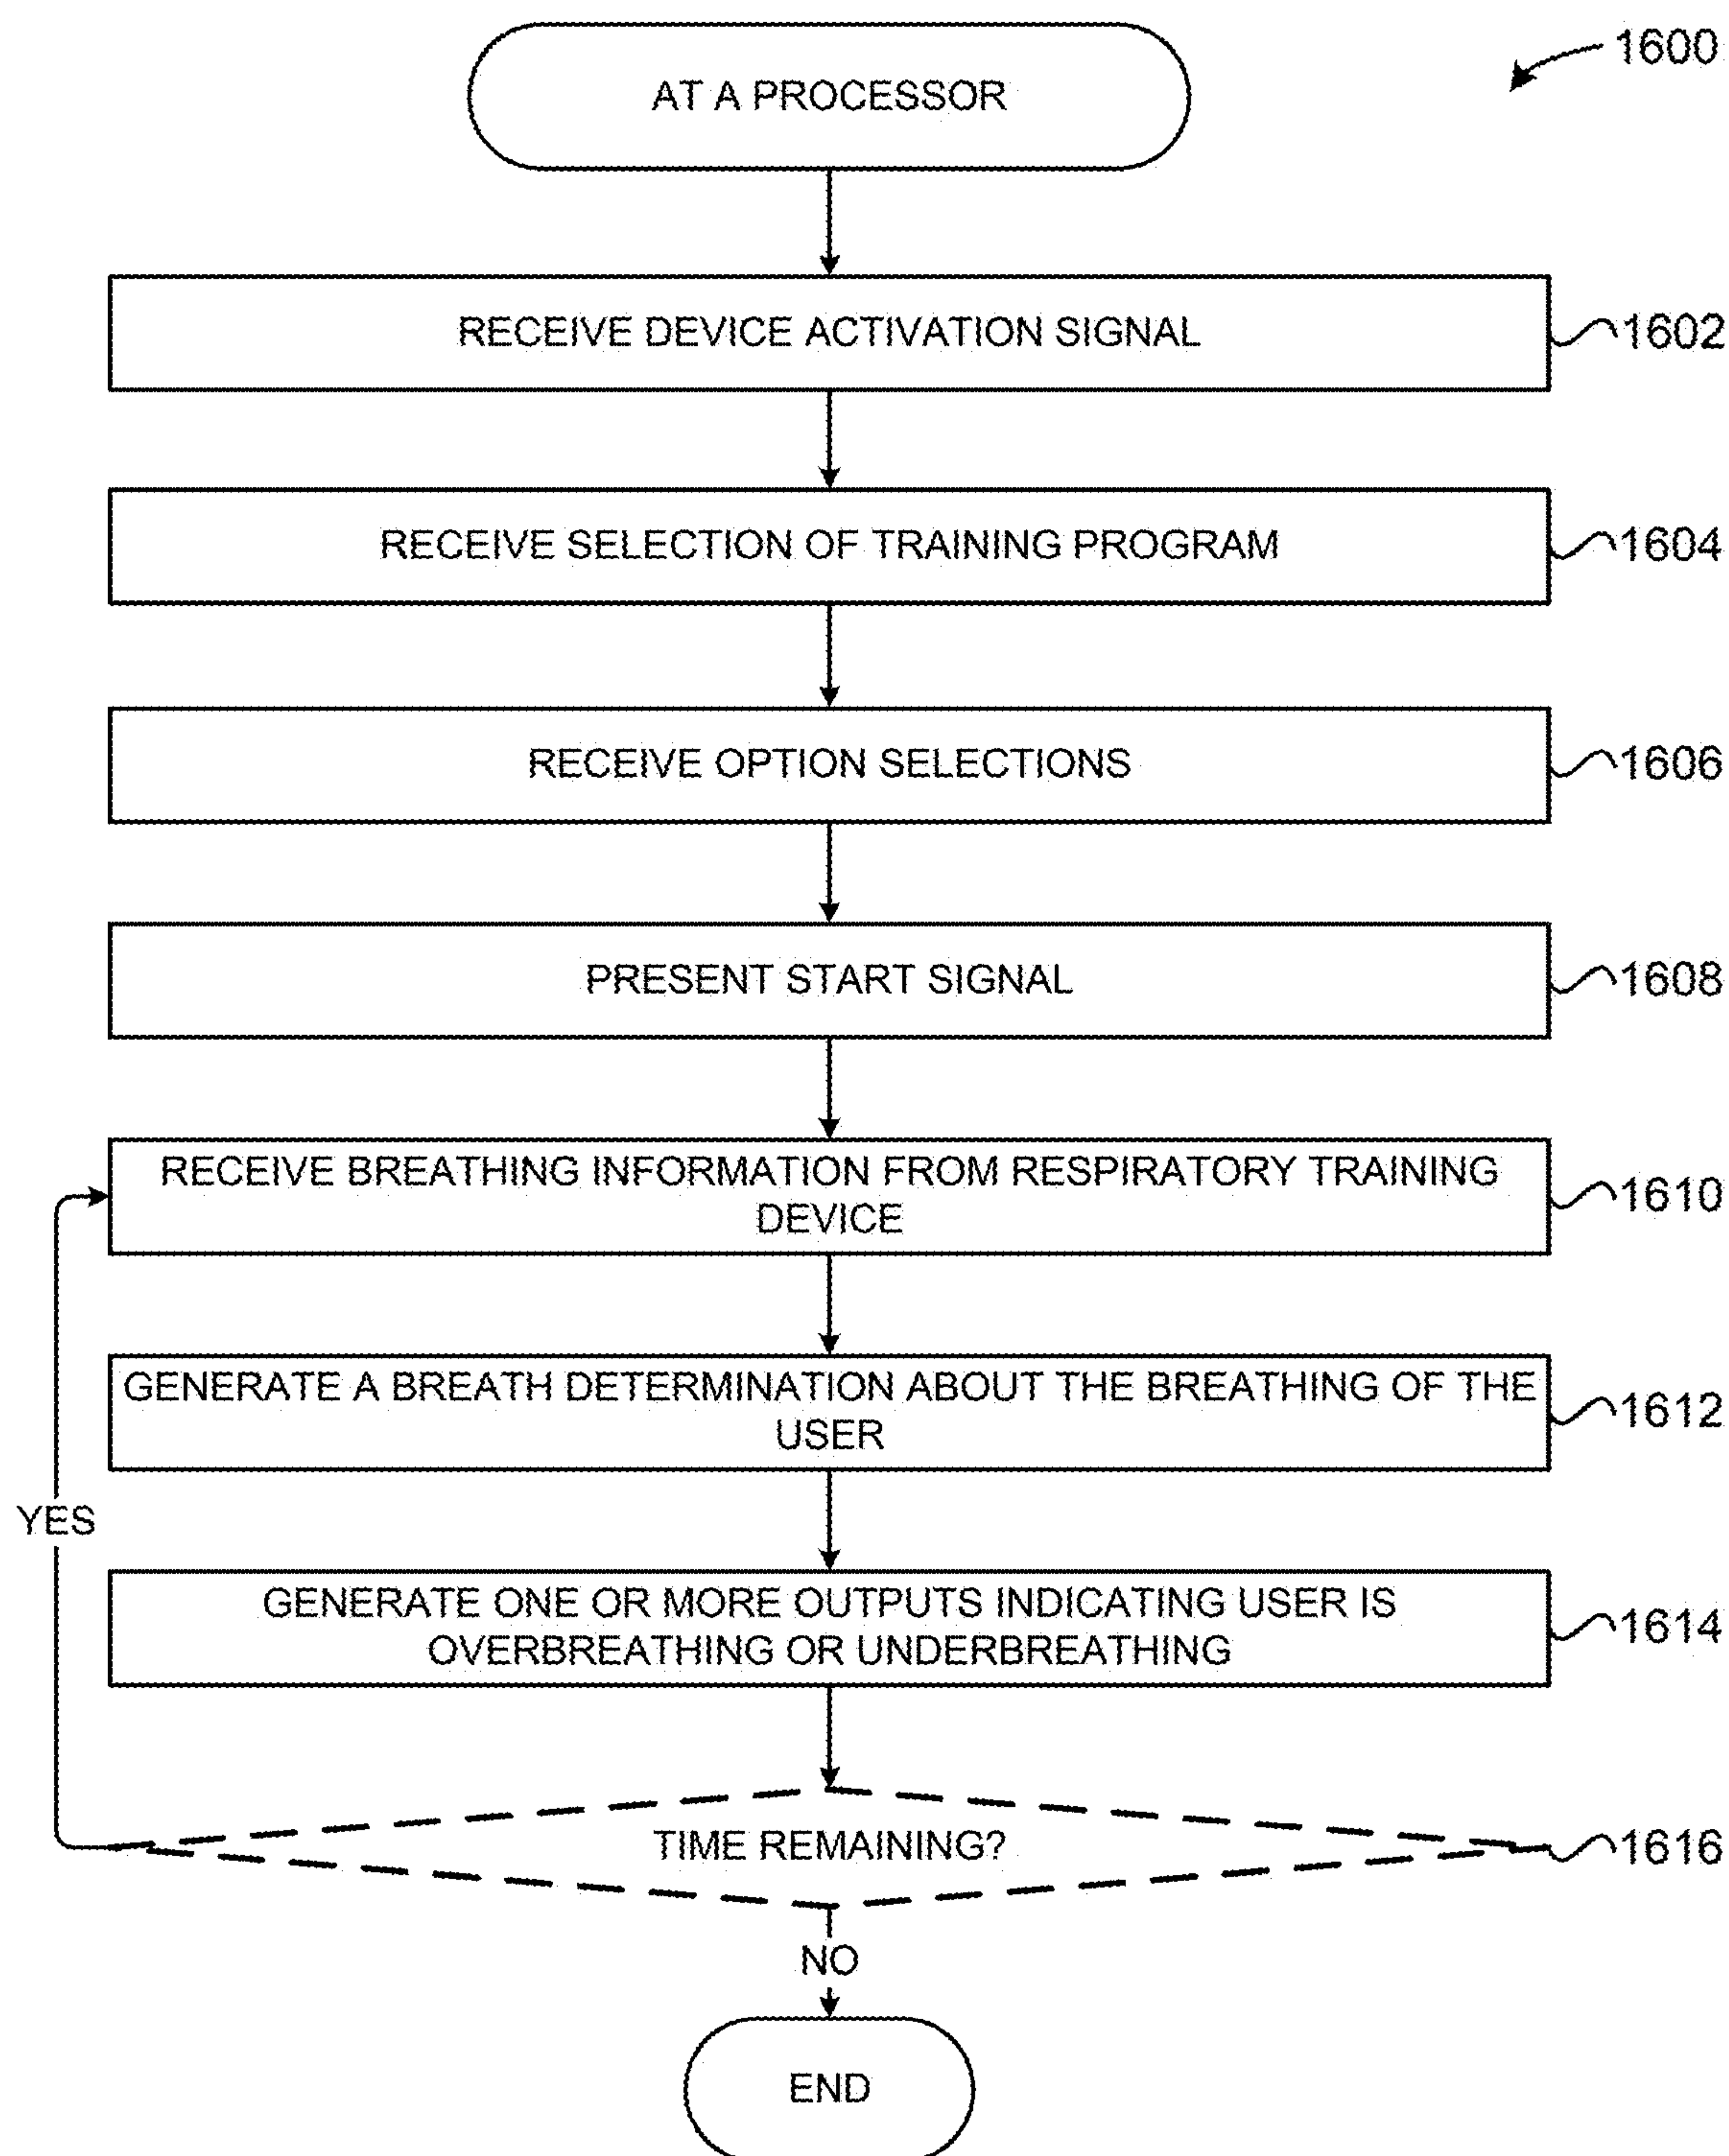 1600
AT A PROCESSOR
RECEIVE DEVICE ACTIVATION SIGNAL
1602
RECEIVE SELECTION OF TRAINING PROGRAM
1604
RECEIVE OPTION SELECTIONS
1606
PRESENT START SIGNAL
1608
RECEIVE BREATHING INFORMATION FROM RESPIRATORY TRAINING
DEVICE
1610
GENERATE A BREATH DETERMINATION ABOUT THE BREATHING OF THE
USER
1612
YES
GENERATE ONE OR MORE OUTPUTS INDICATING USER IS
OVERBREATHING OR UNDERBREATHING
1614
TIME REMAINING?
1616
NO
END